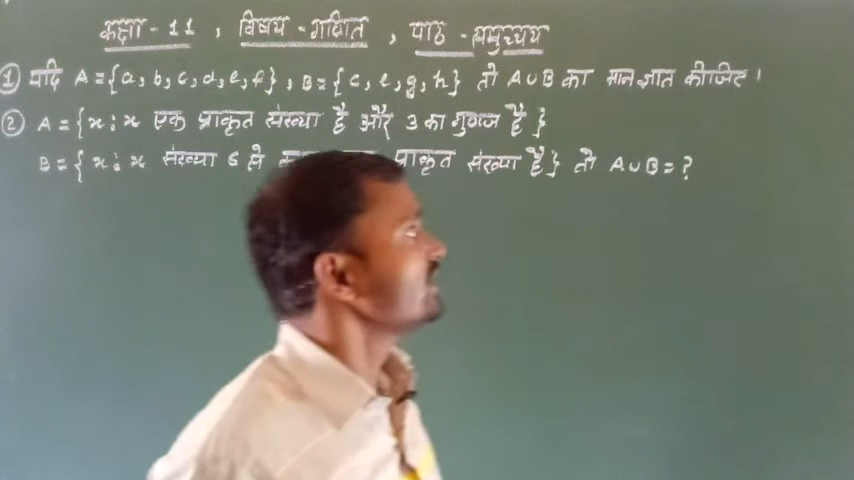 कक्षा - 11 , विषय - गणित , पाठ - समुच्चय
① यदि A = {a, b, c, d, e, f} , B = {c, e, g, h} तो A∪B का मान ज्ञात कीजिए।
② A = {x : x एक प्राकृत संख्या है और 3 का गुणज है}
B = {x : x संख्या 6 से प्राकृत संख्या है} तो A∪B = ?